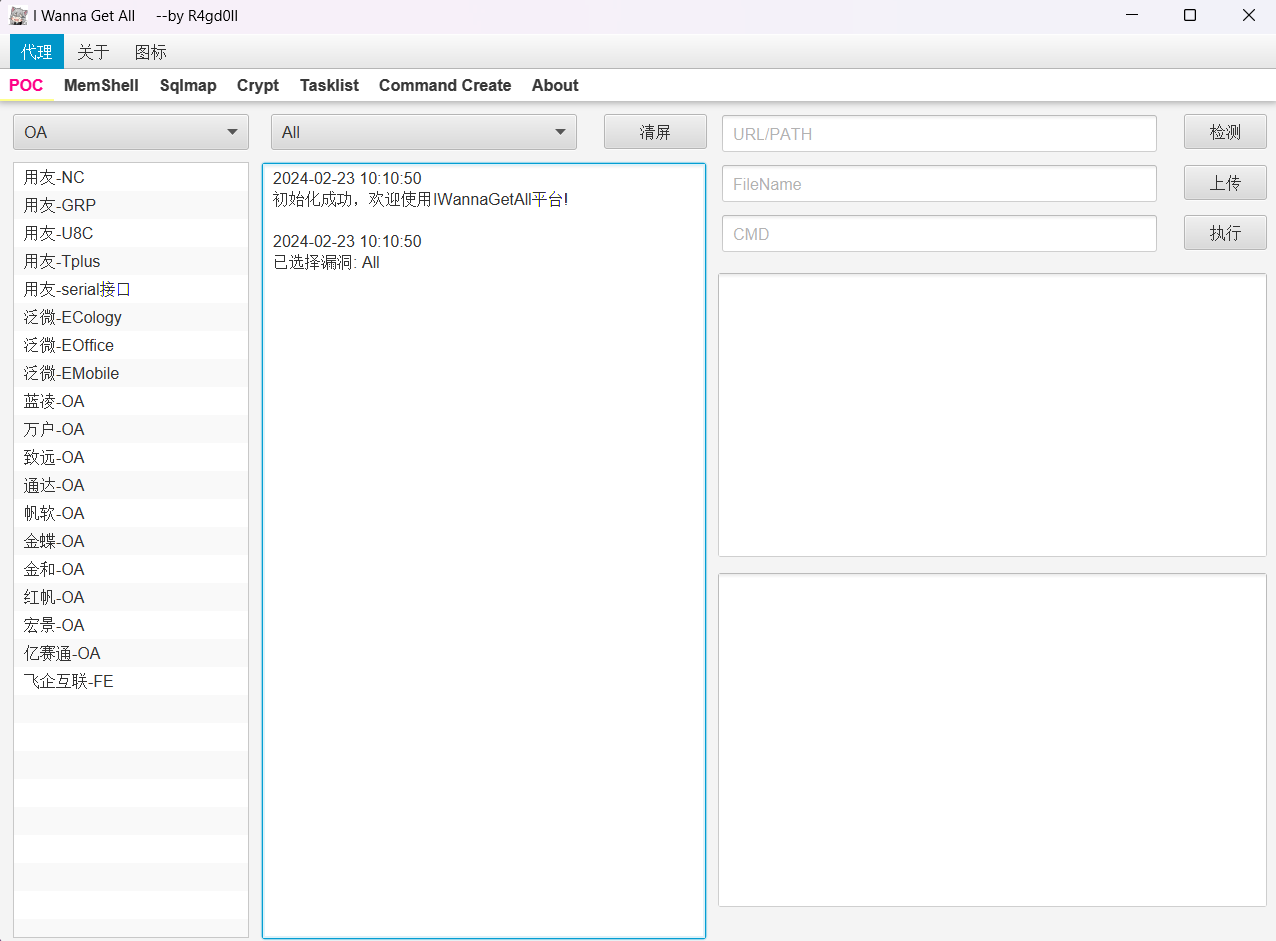 I Wanna Get All --by R4gd0ll
代理 关于 图标
POC MemShell Sqlmap Crypt Tasklist Command Create About
OA All 清屏 URL/PATH 检测
FileName 上传
CMD 执行
用友-NC
用友-GRP
用友-U8C
用友-Tplus
用友-serial接口
泛微-ECology
泛微-EOffice
泛微-EMobile
蓝凌-OA
万户-OA
致远-OA
通达-OA
帆软-OA
金蝶-OA
金和-OA
红帆-OA
宏景-OA
亿赛通-OA
飞企互联-FE
2024-02-23 10:10:50
初始化成功，欢迎使用IWannaGetAll平台!
2024-02-23 10:10:50
已选择漏洞: All